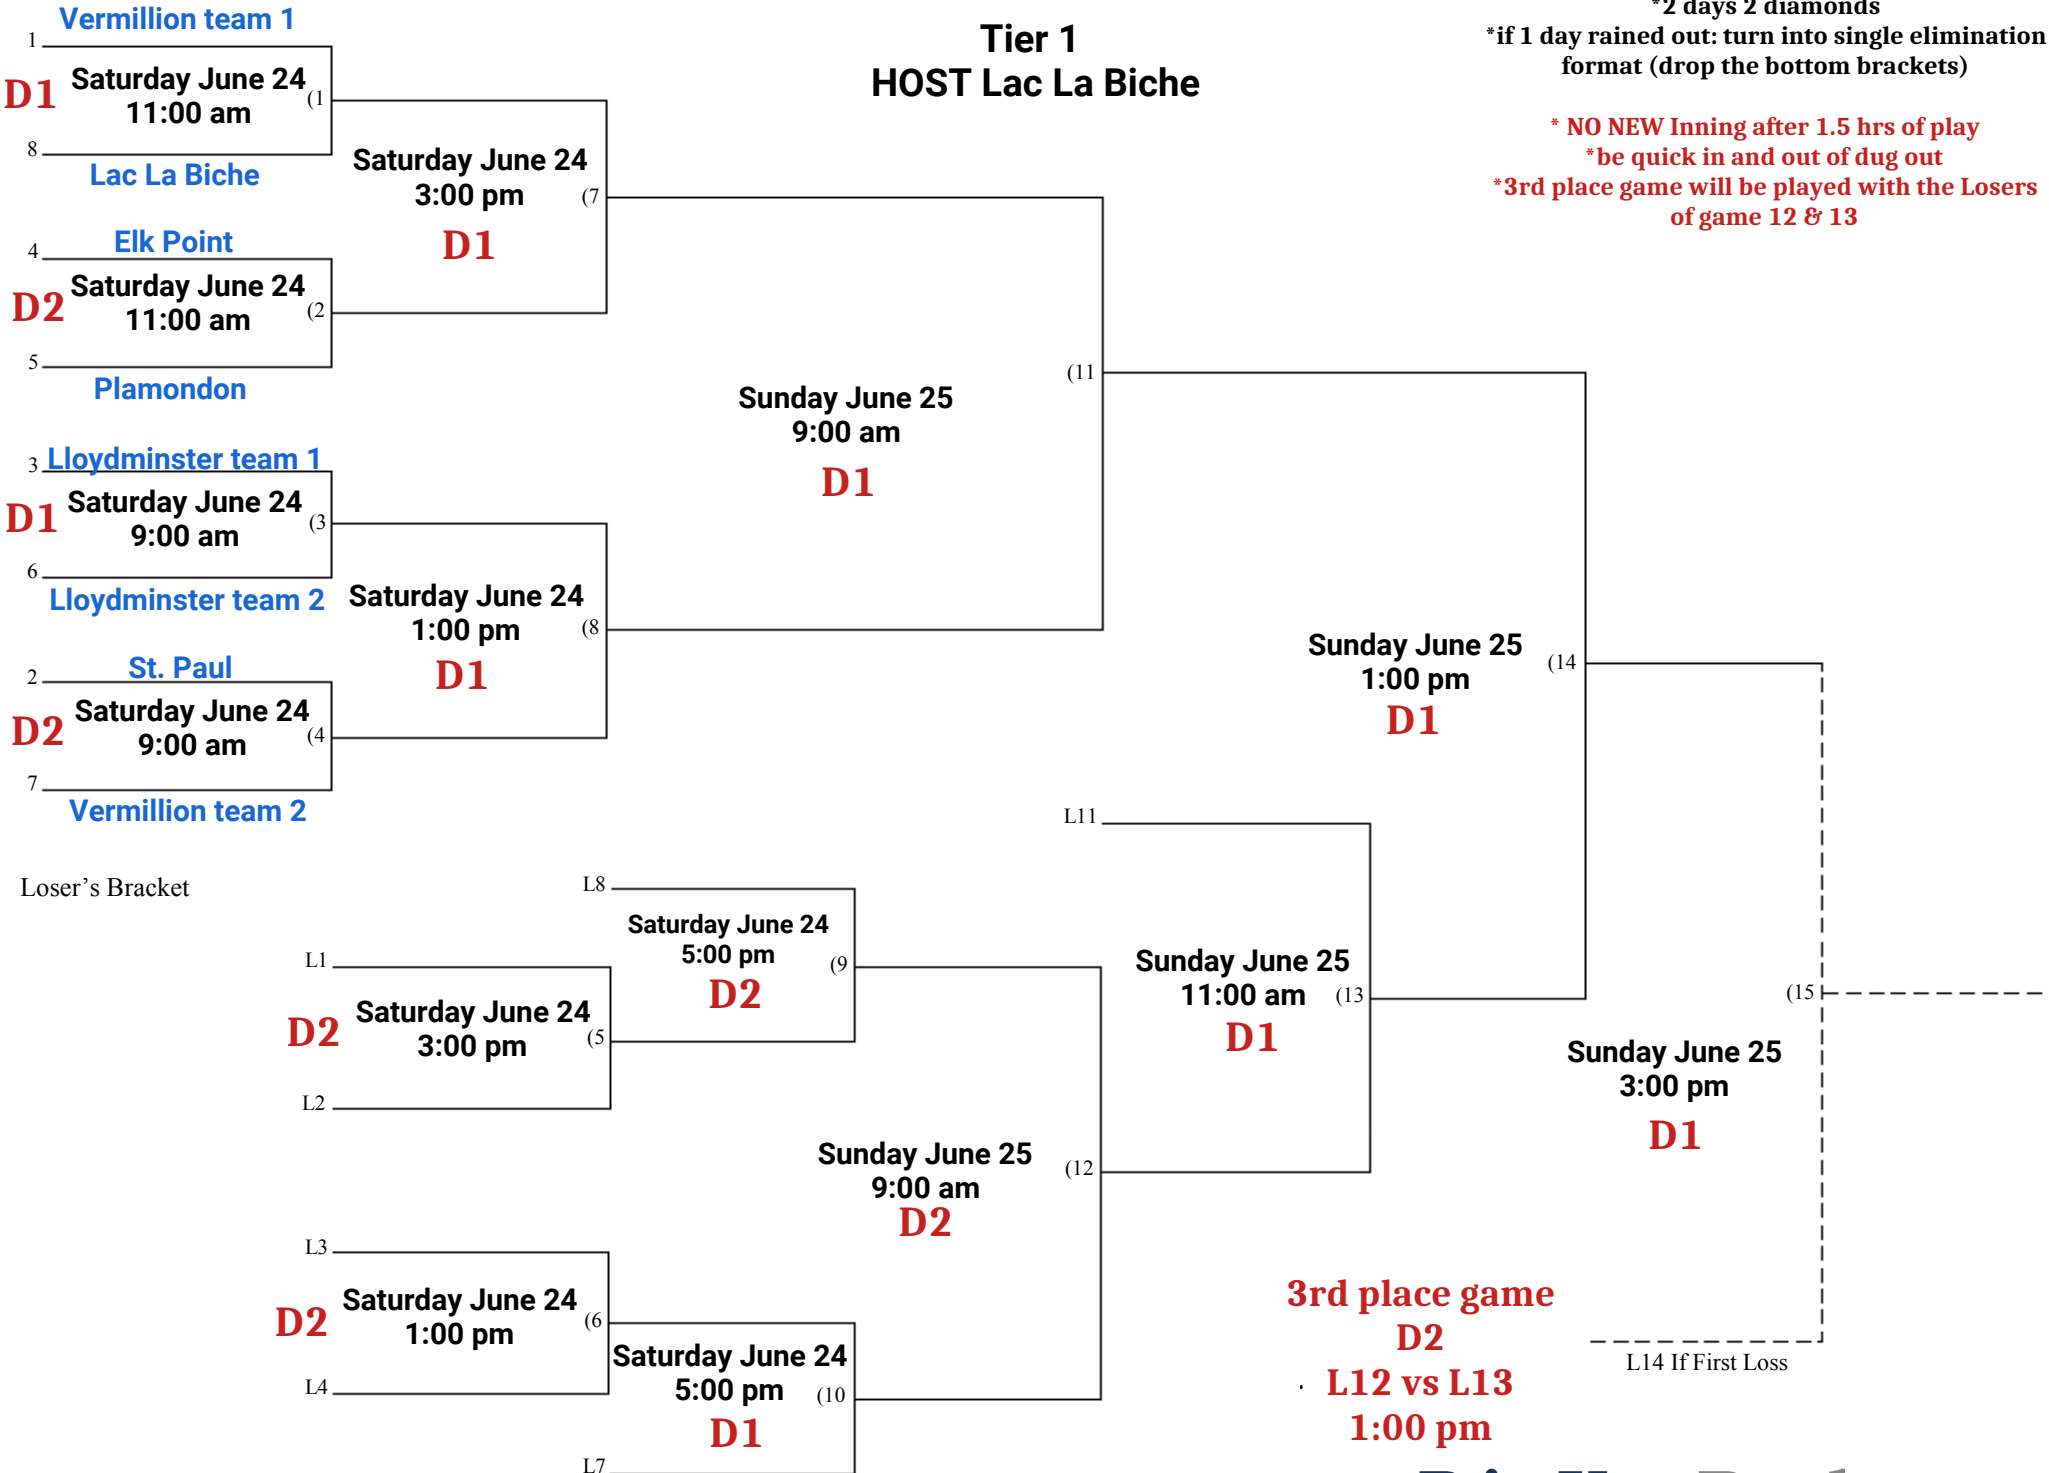 Vermillion team 1
1
D1
Saturday June 24
11:00 am
(1
8
Lac La Biche
Saturday June 24
3:00 pm
(7
D1
Elk Point
4
D2
Saturday June 24
11:00 am
(2
5
Plamondon
Tier 1
HOST Lac La Biche
*2 days 2 diamonds
*if 1 day rained out: turn into single elimination
format (drop the bottom brackets)
* NO NEW Inning after 1.5 hrs of play
*be quick in and out of dug out
*3rd place game will be played with the Losers
of game 12 & 13
Sunday June 25
9:00 am
D1
(11
3
Lloydminster team 1
D1
Saturday June 24
9:00 am
(3
6
Lloydminster team 2
Saturday June 24
1:00 pm
(8
D1
St. Paul
2
D2
Saturday June 24
9:00 am
(4
7
Vermillion team 2
Sunday June 25
1:00 pm
D1
(14
Loser's Bracket
L11
L8
Saturday June 24
5:00 pm
(9
D2
L1
D2
Saturday June 24
3:00 pm
(5
L2
Sunday June 25
11:00 am
(13
D1
(15
Sunday June 25
3:00 pm
D1
Sunday June 25
9:00 am
D2
(12
L3
D2
Saturday June 24
1:00 pm
(6
L4
Saturday June 24
5:00 pm
(10
D1
L7
3rd place game
D2
L12 vs L13
1:00 pm
L14 If First Loss